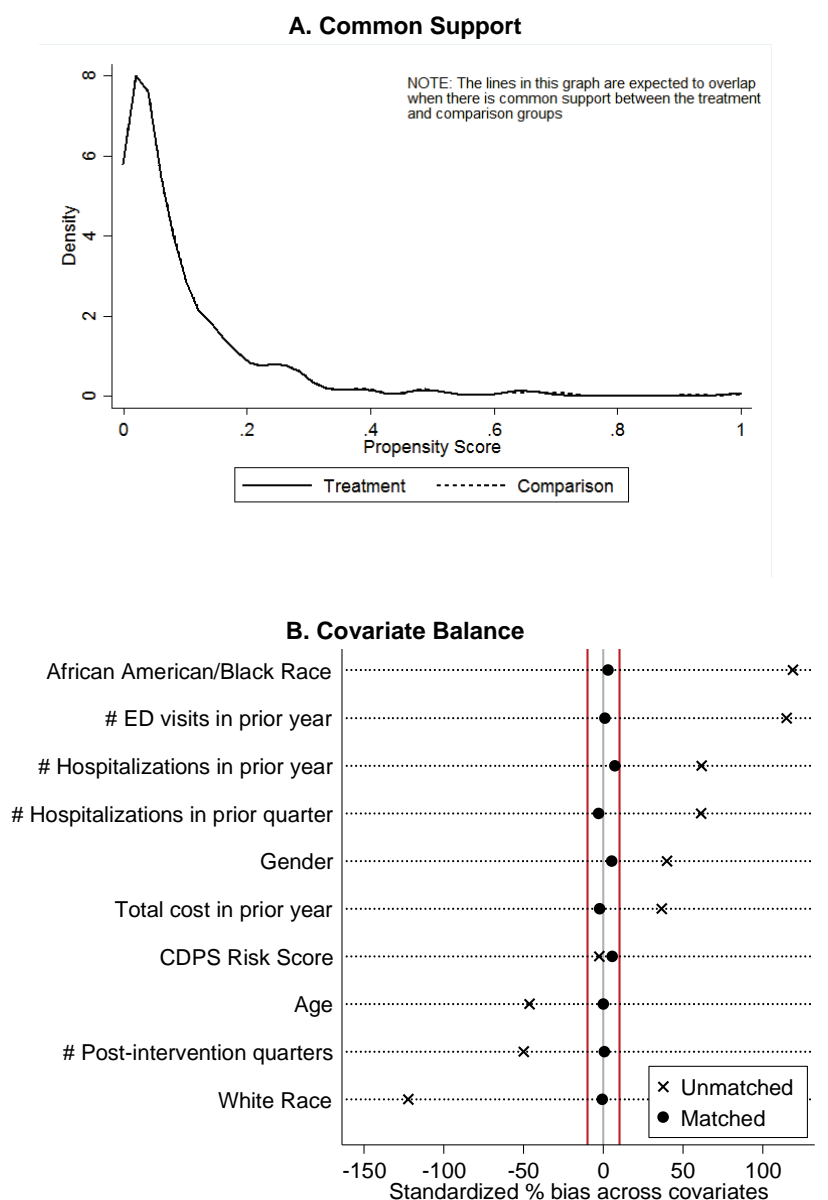 A. Common Support
NOTE: The lines in this graph are expected to overlap
when there is common support between the treatment
and comparison groups
8
6
4
2
0
Density
0 .2 .4 .6 .8 1
Propensity Score
Treatment Comparison
B. Covariate Balance
African American/Black Race
# ED visits in prior year
# Hospitalizations in prior year
# Hospitalizations in prior quarter
Gender
Total cost in prior year
CDPS Risk Score
Age
# Post-intervention quarters
White Race
Unmatched
Matched
-150 -100 -50 0 50 100
Standardized % bias across covariates